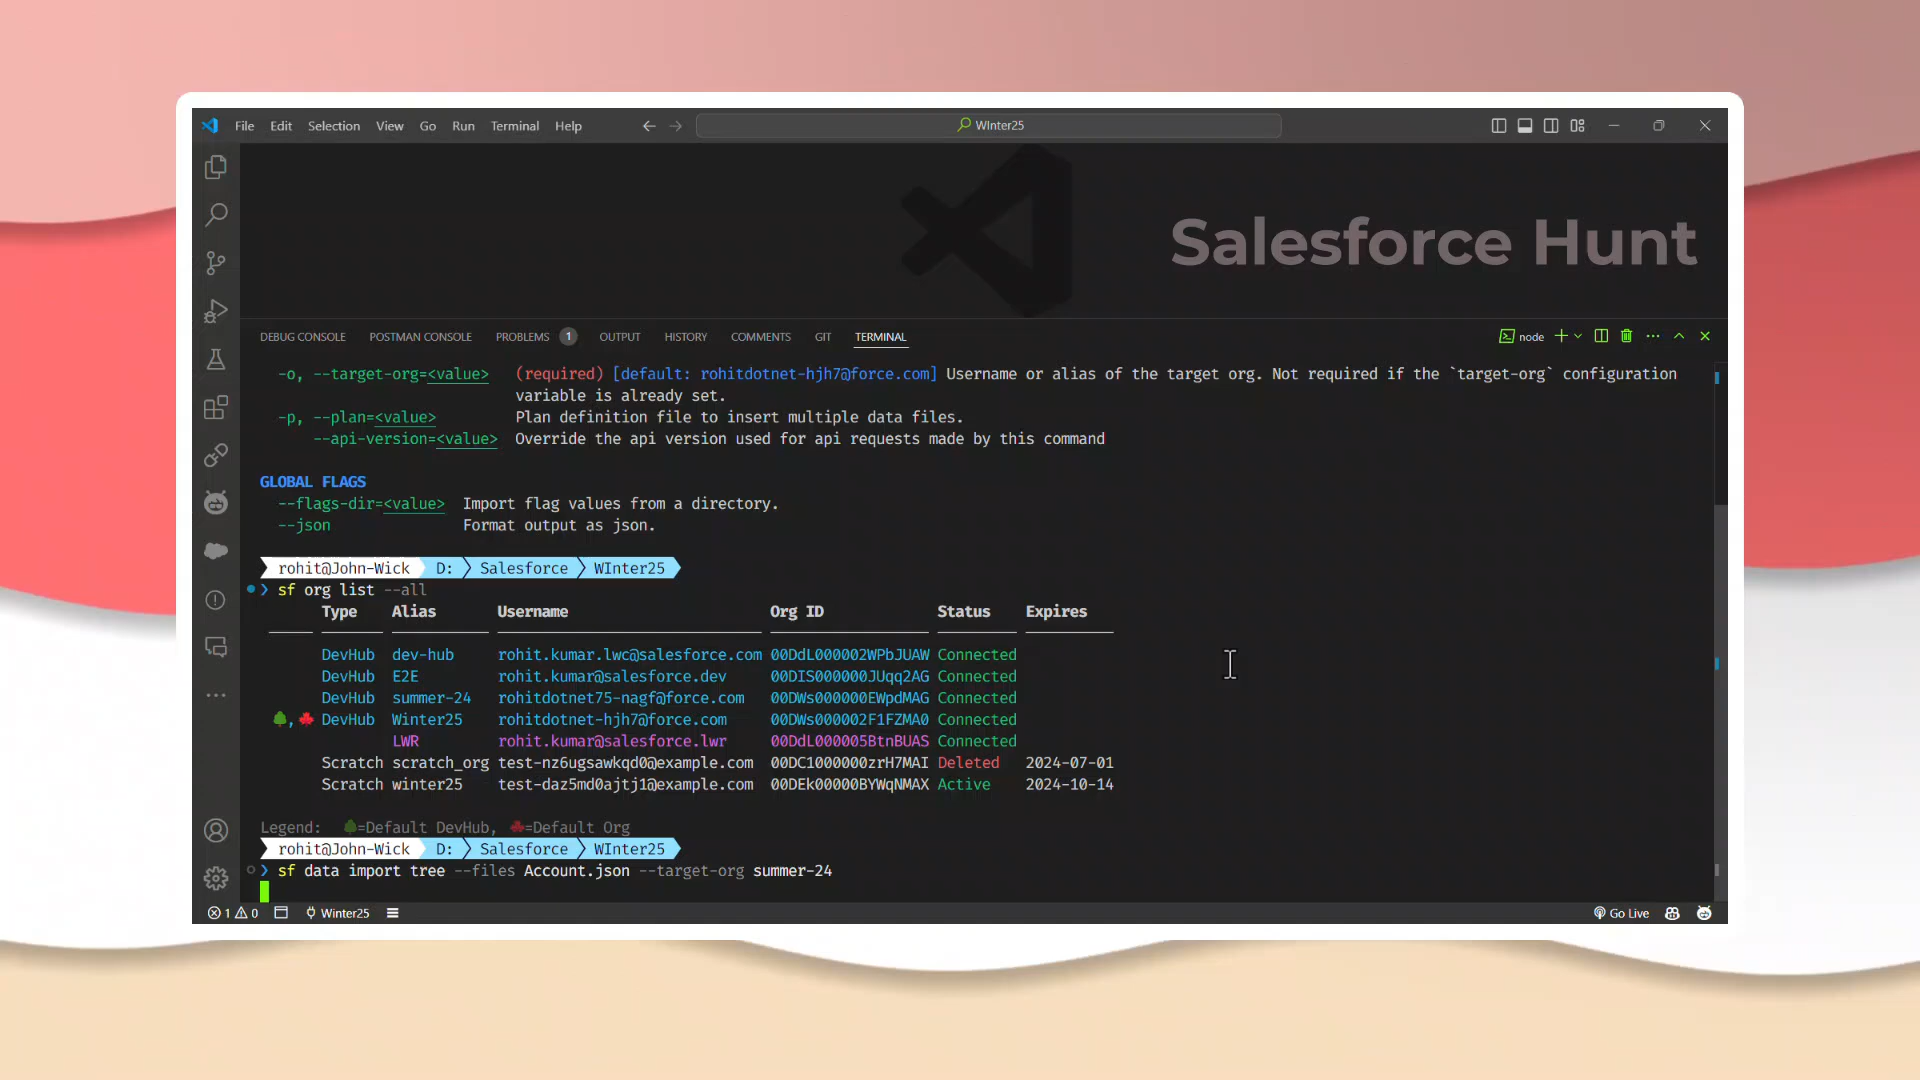 File Edit Selection View Go Run Terminal Help WInter25
Salesforce Hunt
DEBUG CONSOLE POSTMAN CONSOLE PROBLEMS 1 OUTPUT HISTORY COMMENTS GIT TERMINAL node
-o, --target-org=<value> (required) [default: rohitdotnet-hjh7@force.com] Username or alias of the target org. Not required if the `target-org` configuration
variable is already set.
-p, --plan=<value> Plan definition file to insert multiple data files.
--api-version=<value> Override the api version used for api requests made by this command
GLOBAL FLAGS
--flags-dir=<value> Import flag values from a directory.
--json Format output as json.
rohit@John-Wick D: Salesforce WInter25
❯ sf org list --all
Type Alias Username Org ID Status Expires
DevHub dev-hub rohit.kumar.lwc@salesforce.com 00DdL000002WPbJUAW Connected
DevHub E2E rohit.kumar@salesforce.dev 00DIS000000JUqq2AG Connected
DevHub summer-24 rohitdotnet75-nagf@force.com 00DWs000000EWpdMAG Connected
🌳,🍁 DevHub Winter25 rohitdotnet-hjh7@force.com 00DWs000002F1FZMA0 Connected
LWR rohit.kumar@salesforce.lwr 00DdL000005BtnBUAS Connected
Scratch scratch_org test-nz6ugsawkqd0@example.com 00DC1000000zrH7MAI Deleted 2024-07-01
Scratch winter25 test-daz5md0ajtj1@example.com 00DEk00000BYWqNMAX Active 2024-10-14
Legend: 🌳=Default DevHub, 🍁=Default Org
rohit@John-Wick D: Salesforce WInter25
❯ sf data import tree --files Account.json --target-org summer-24
1 0 Winter25 Go Live